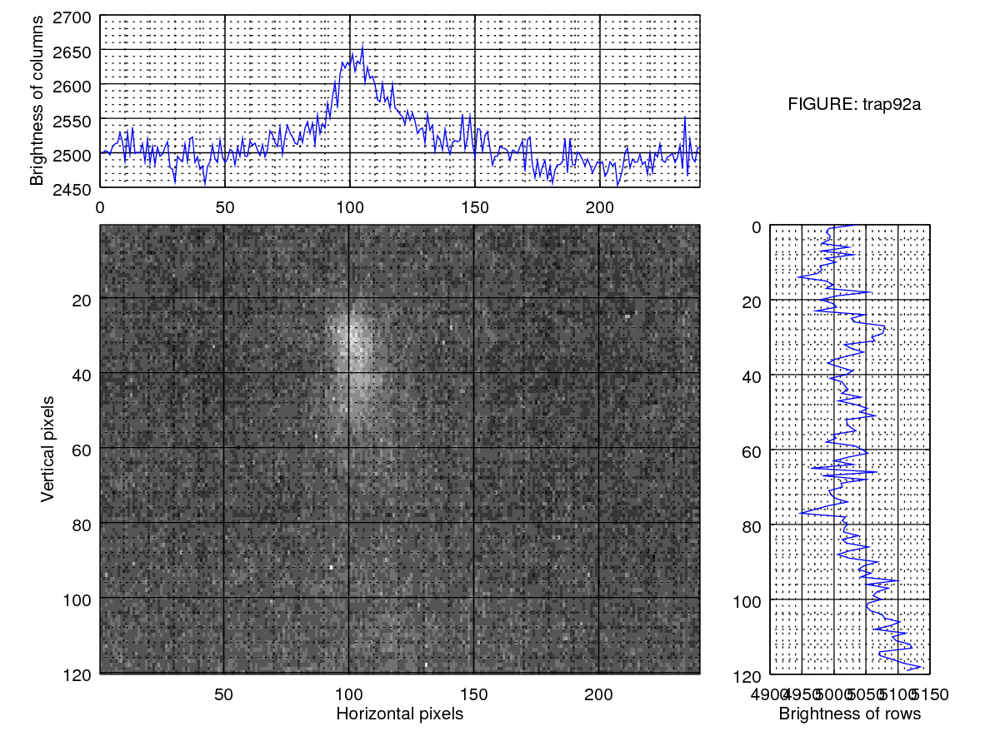 2700
2650
2600
2550
2500
2450
Brightness of columns
0 50 100 150 200
FIGURE: trap92a
20
40
60
80
100
120
Vertical pixels
50 100 150 200
Horizontal pixels
0
20
40
60
80
100
120
4900 4950 5000 5050 5100 5150
Brightness of rows